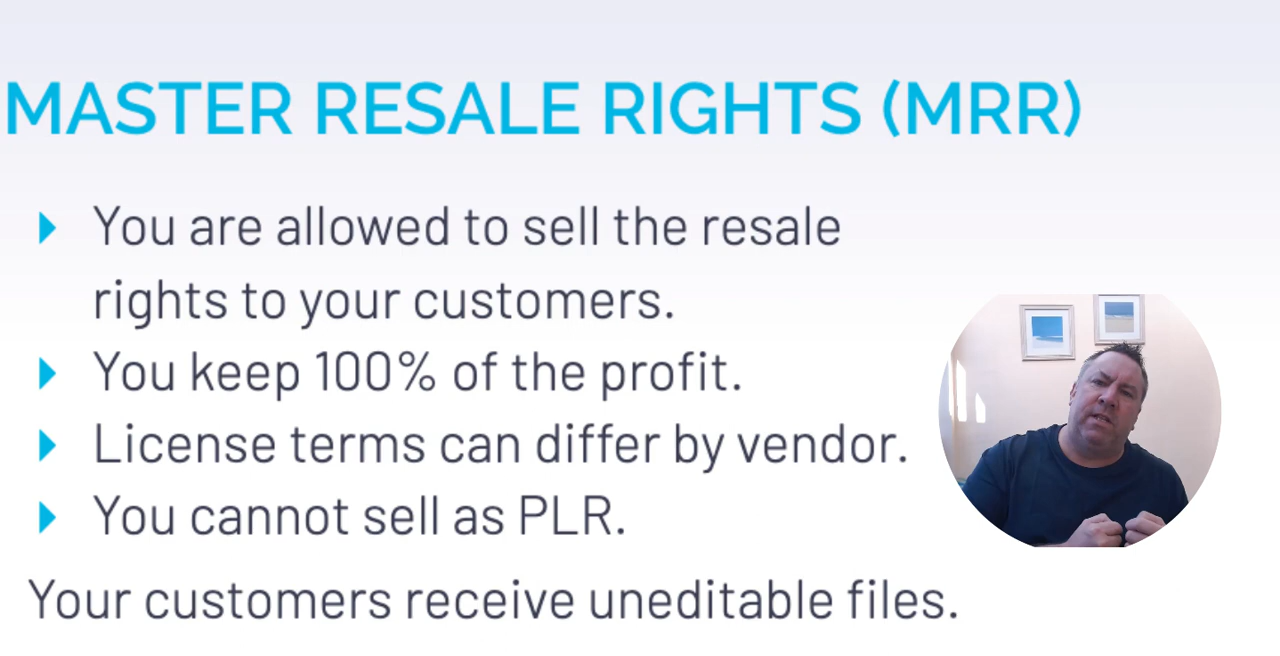 MASTER RESALE RIGHTS (MRR)
You are allowed to sell the resale
rights to your customers.
You keep 100% of the profit.
License terms can differ by vendor.
You cannot sell as PLR.
Your customers receive uneditable files.